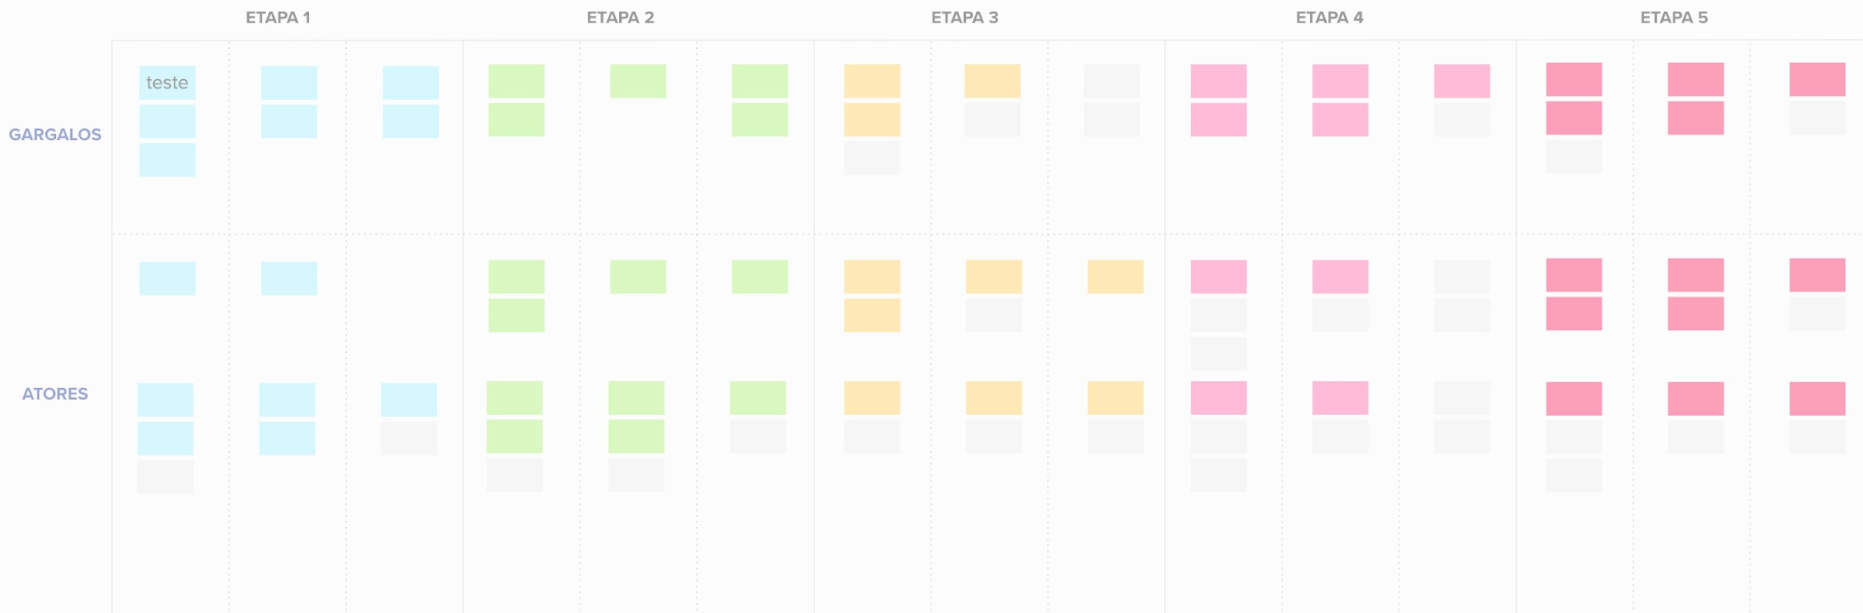 ETAPA 1
ETAPA 2
ETAPA 3
ETAPA 4
ETAPA 5
teste
GARGALOS
ATORES